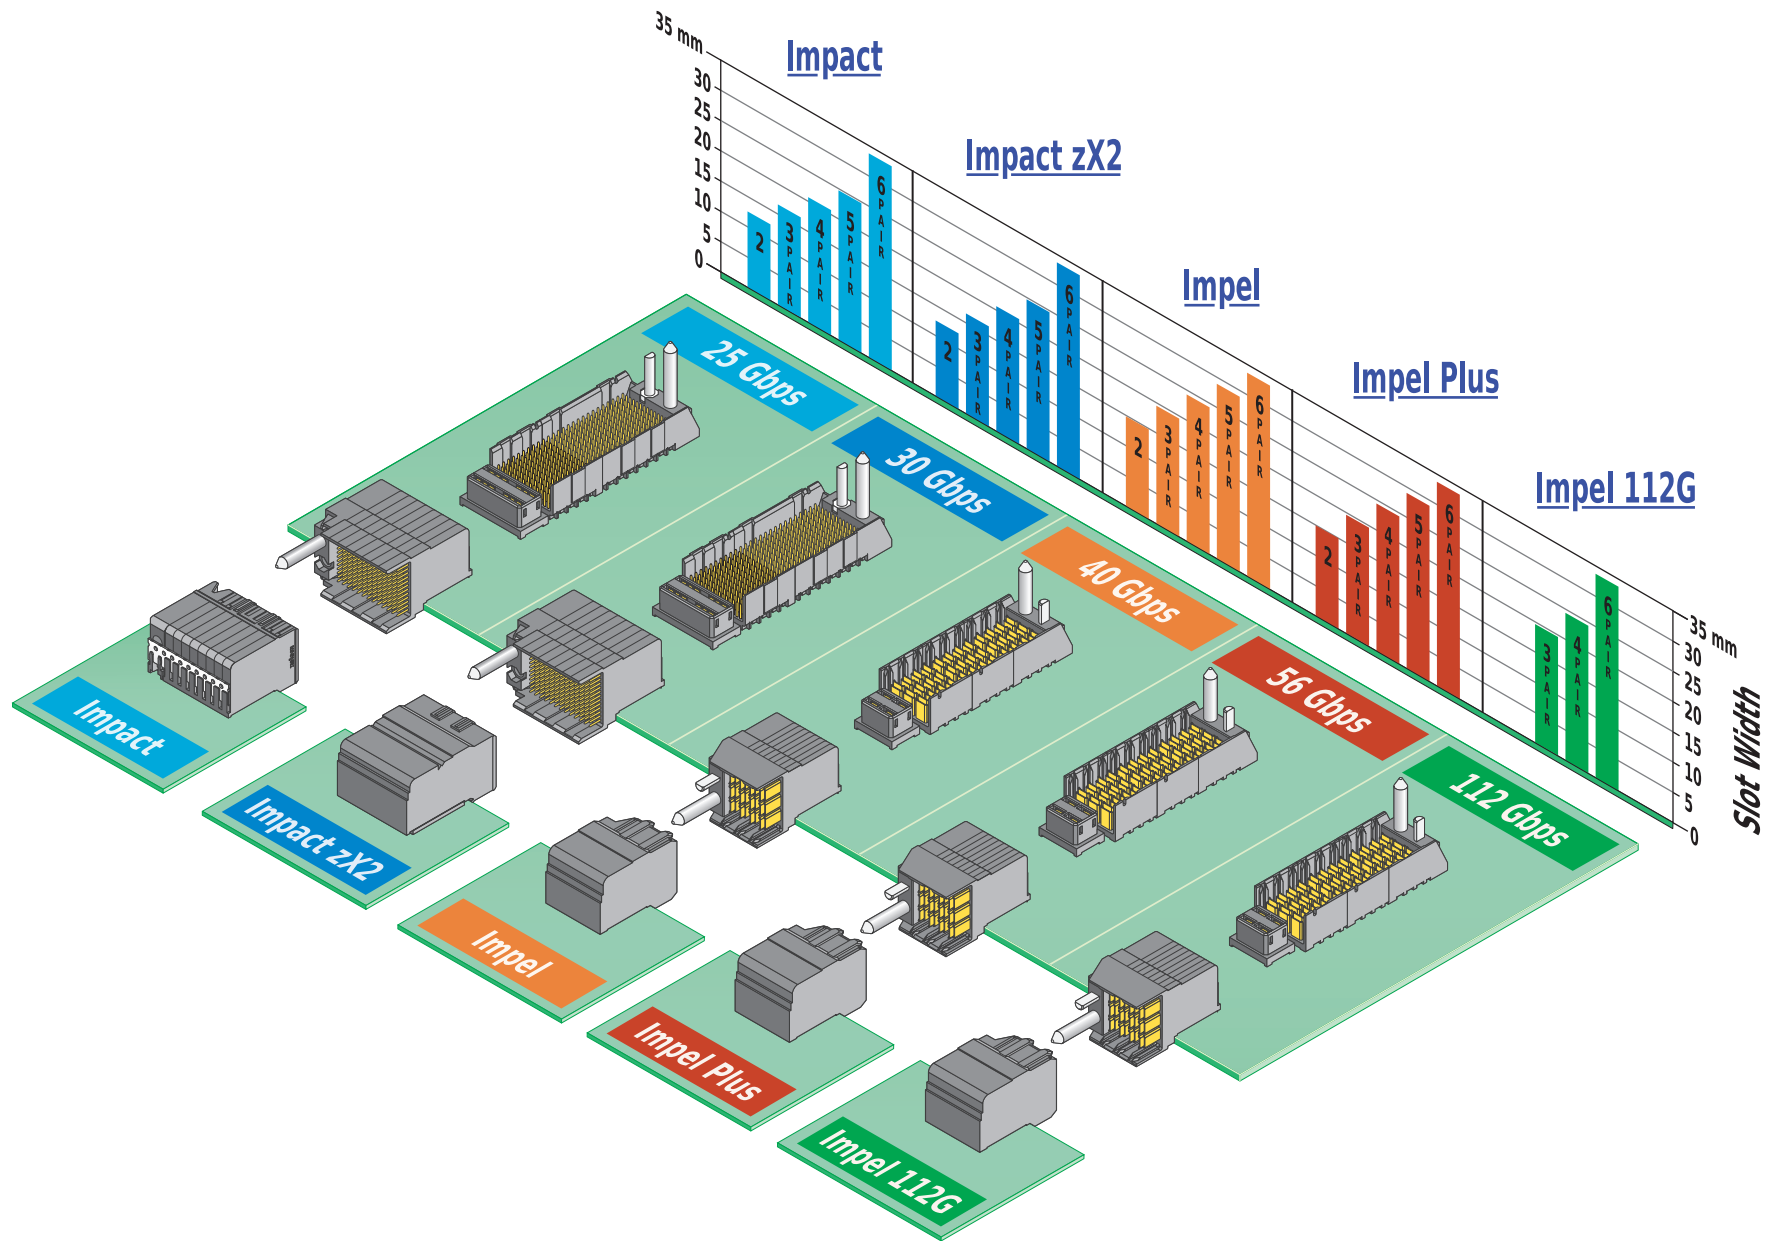 35 mm
30
25
20
15
10
5
0
Impact
2
3 PAIR
4 PAIR
5 PAIR
6 PAIR
Impact zX2
2
3 PAIR
4 PAIR
5 PAIR
6 PAIR
Impel
2
3 PAIR
4 PAIR
5 PAIR
6 PAIR
Impel Plus
2
3 PAIR
4 PAIR
5 PAIR
6 PAIR
Impel 112G
3 PAIR
4 PAIR
6 PAIR
35 mm
30
25
20
15
10
5
0
Slot Width
25 Gbps
30 Gbps
40 Gbps
56 Gbps
112 Gbps
Impact
Impact zX2
Impel
Impel Plus
Impel 112G